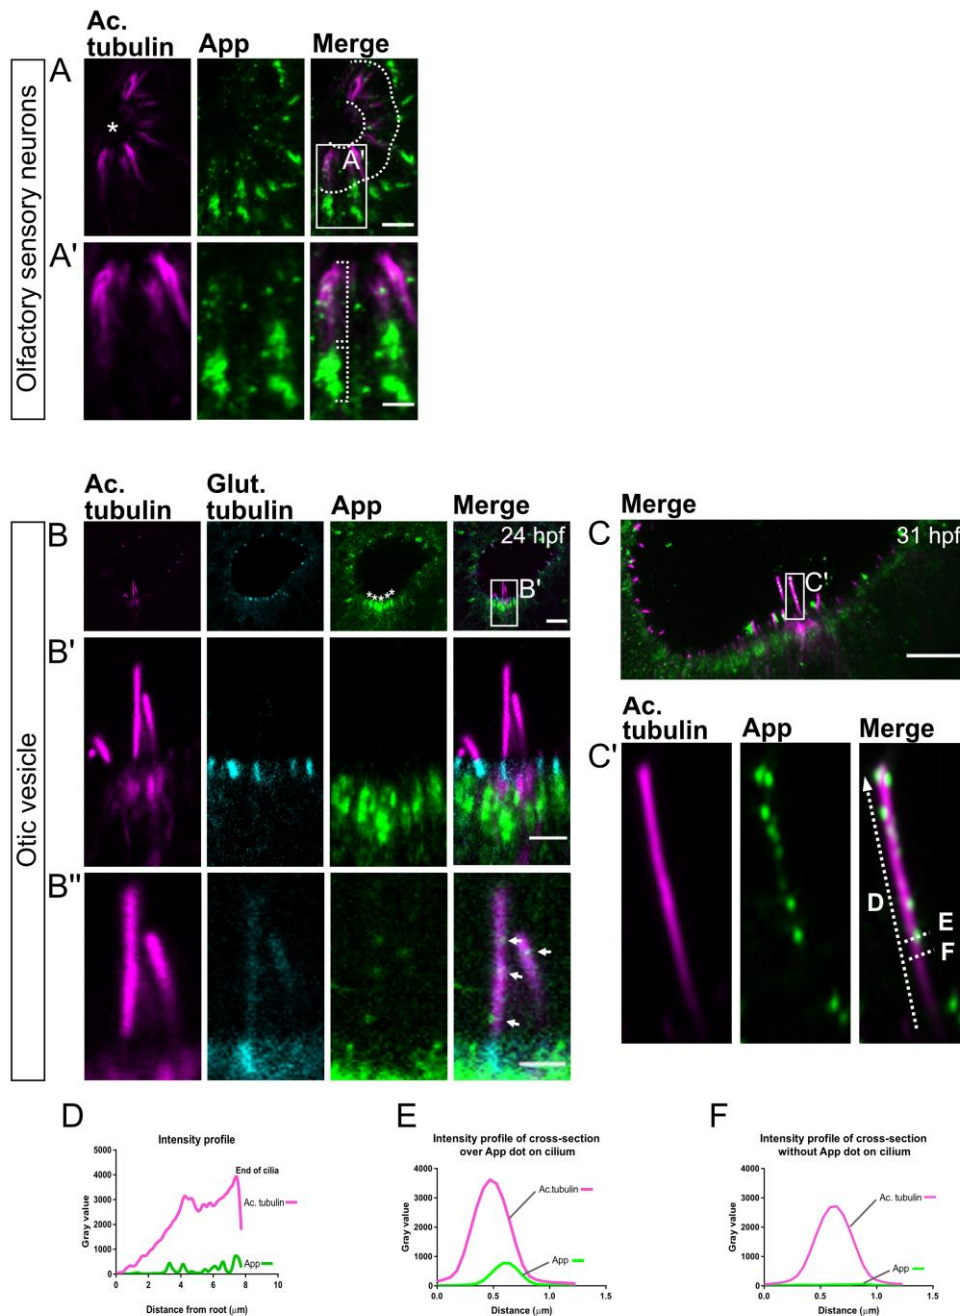 Ac.
tubulin
App
Merge
Olfactory sensory neurons
A
*
A'
A'
Ac.
tubulin
Glut.
tubulin
App
Merge
Otic vesicle
B
*****
24 hpf
B'
B'
B"
Merge
C
31 hpf
C'
Ac.
tubulin
App
Merge
C'
D
E
F
D
Intensity profile
Gray value
5000
4000
3000
2000
1000
0
End of cilia
Ac. tubulin
App
0 2 4 6 8 10
Distance from root (μm)
E
Intensity profile of cross-section
over App dot on cilium
Gray value
4000
3000
2000
1000
0
Ac.tubulin
App
0.0 0.5 1.0 1.5
Distance (μm)
F
Intensity profile of cross-section
without App dot on cilium
Gray value
4000
3000
2000
1000
0
Ac. tubulin
App
0.0 0.5 1.0 1.5
Distance (μm)